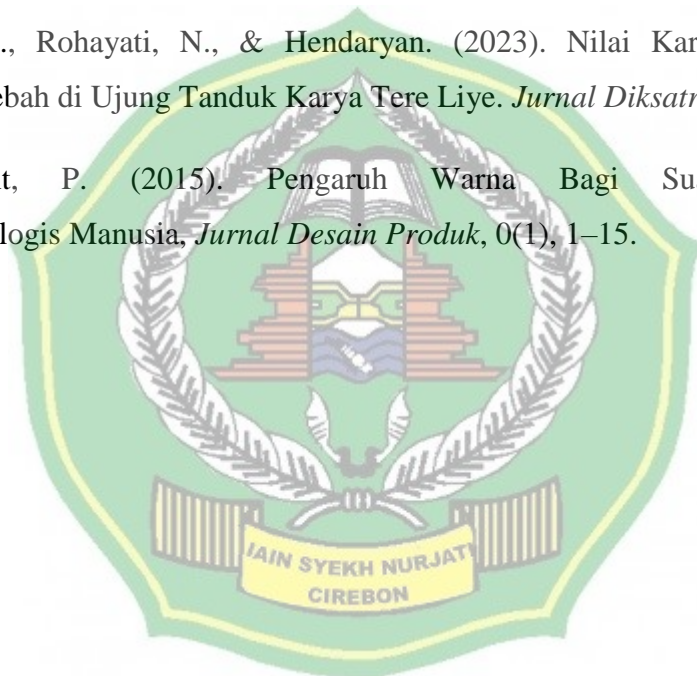 ., Rohayati, N., & Hendaryan. (2023). Nilai Kar
ebah di Ujung Tanduk Karya Tere Liye. Jurnal Diksatr
t, P. (2015). Pengaruh Warna Bagi Su
logis Manusia, Jurnal Desain Produk, 0(1), 1–15.
IAIN SYEKH NURJATI
CIREBON